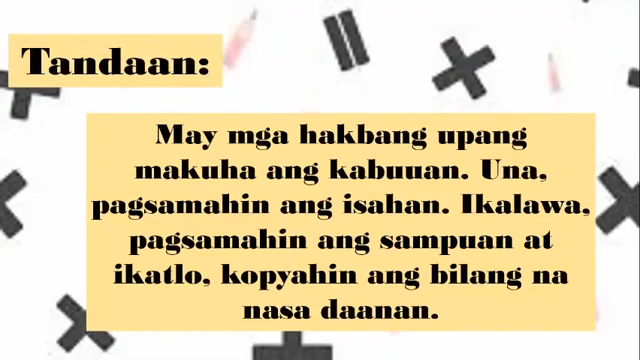 Tandaan:
May mga hakbang upang
makuha ang kabuuan. Una,
pagsamahin ang isahan. Ikalawa,
pagsamahin ang sampuan at
ikatlo, kopyahin ang bilang na
nasa daanan.